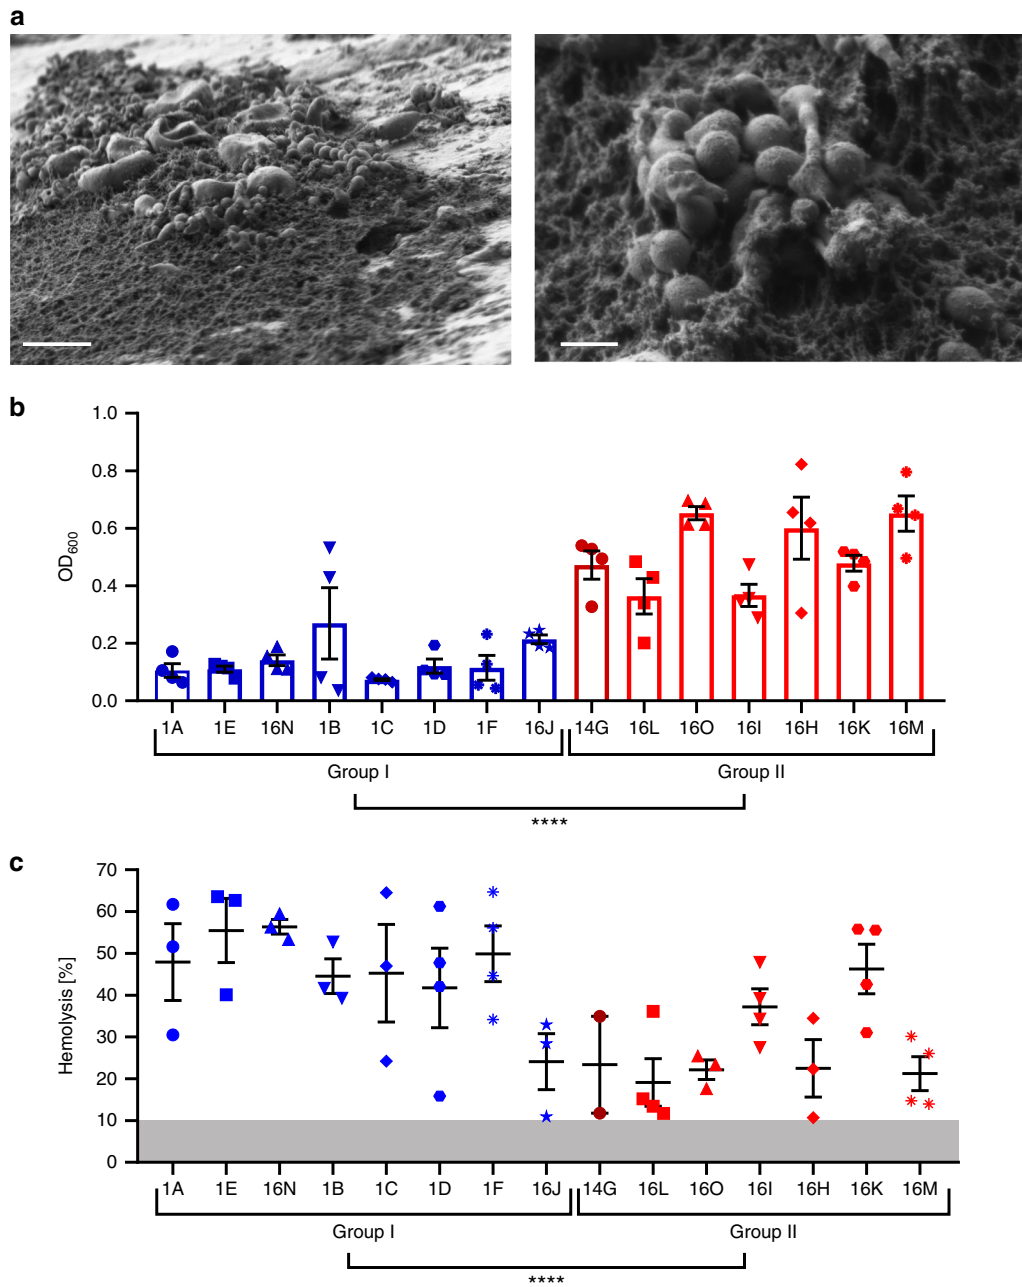 a
b
1.0
0.8
0.6
0.4
0.2
0.0
OD600
1A 1E 16N 1B 1C 1D 1F 16J 14G 16L 16O 16I 16H 16K 16M
Group I Group II
****
c
70
60
50
40
30
20
10
0
Hemolysis [%]
1A 1E 16N 1B 1C 1D 1F 16J 14G 16L 16O 16I 16H 16K 16M
Group I Group II
****